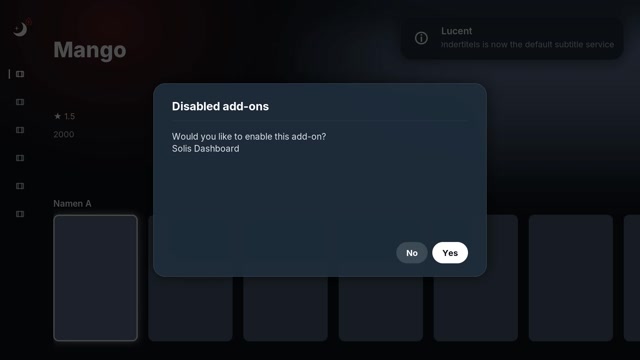 Mango
Lucent
Indertitels is now the default subtitle service
★ 1.5
2000
Disabled add-ons
Would you like to enable this add-on?
Solis Dashboard
No
Yes
Namen A